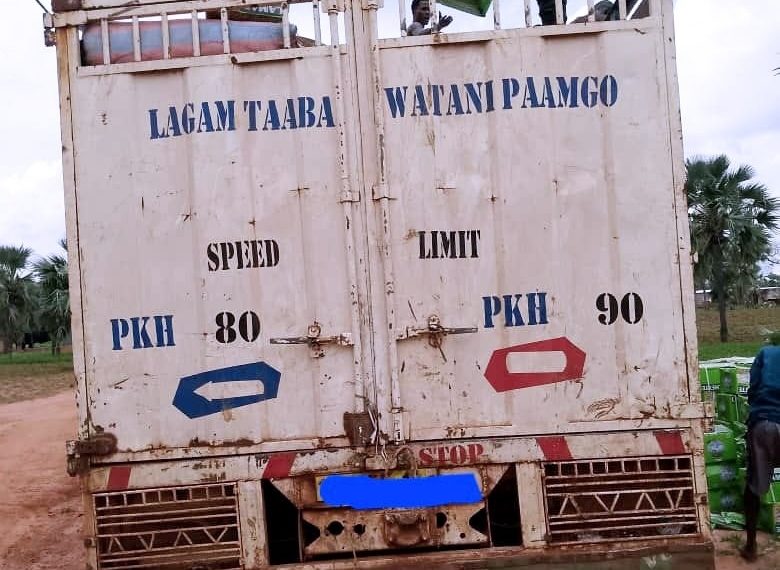 LAGAM TAABA WATANI PAAMGO
SPEED LIMIT
PKH 80 PKH 90
STOP